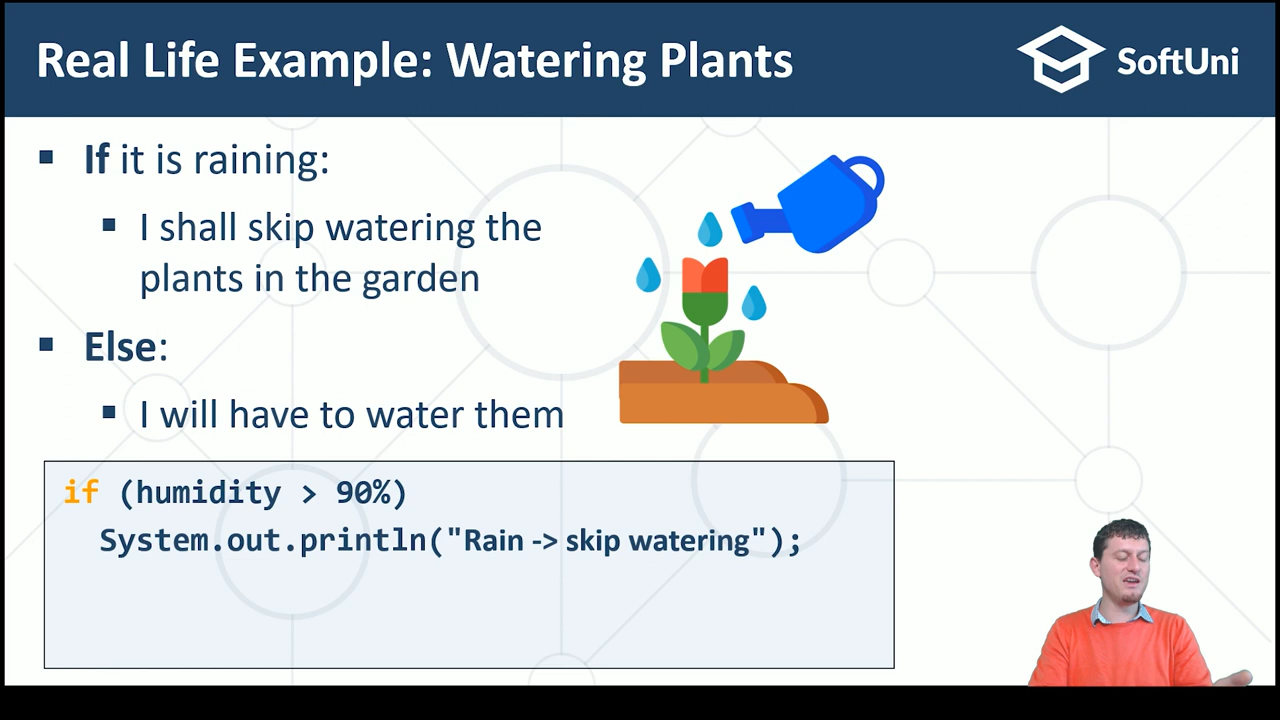 Real Life Example: Watering Plants
SoftUni
▪ If it is raining:
▪ I shall skip watering the
plants in the garden
▪ Else:
▪ I will have to water them
if (humidity > 90%)
System.out.println("Rain -> skip watering");